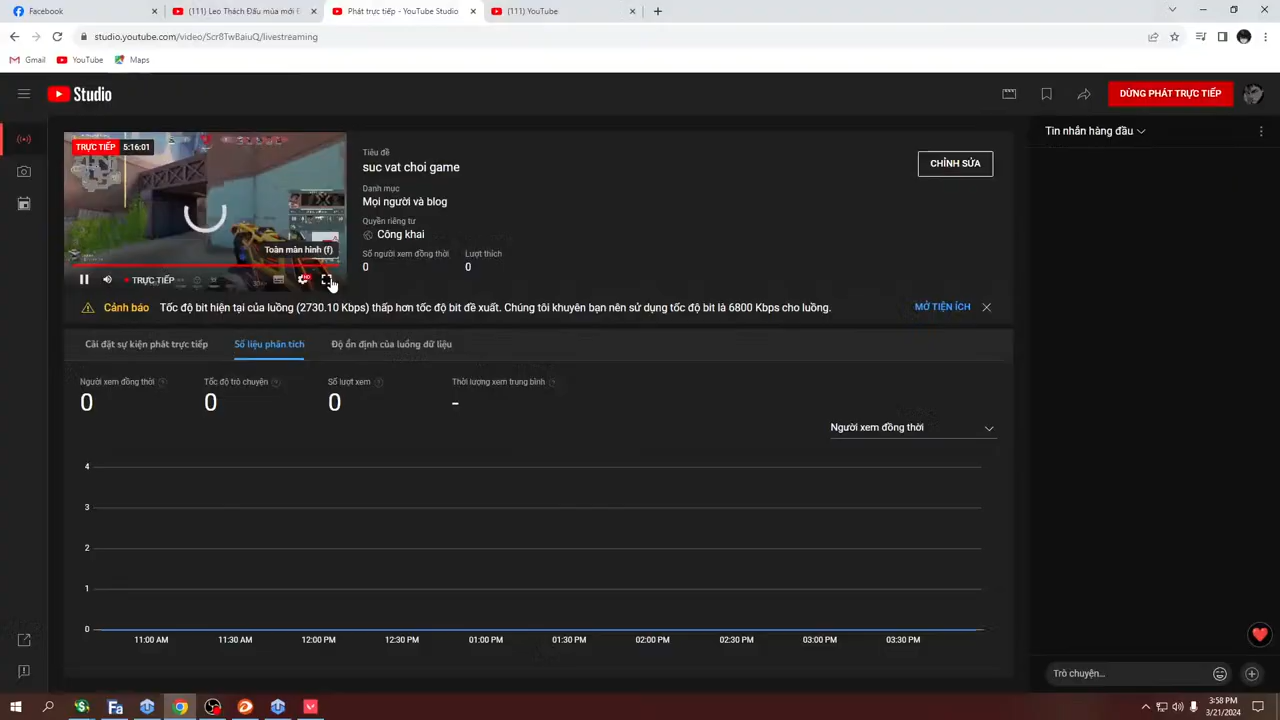 Facebook
(111) Leo Thách Đấu mùa mới
Phát trực tiếp - YouTube Studio
(111) YouTube
studio.youtube.com/video/Scr8TwBaiuQ/livestreaming
Gmail
YouTube
Maps
Studio
DỪNG PHÁT TRỰC TIẾP
TRỰC TIẾP 5:16:01
Toàn màn hình (f)
TRỰC TIẾP
HD
Tiêu đề
suc vat choi game
Danh mục
Mọi người và blog
Quyền riêng tư
Công khai
Số người xem đồng thời Lượt thích
0 0
CHỈNH SỬA
Tin nhắn hàng đầu
Cảnh báo Tốc độ bit hiện tại của luồng (2730.10 Kbps) thấp hơn tốc độ bit đề xuất. Chúng tôi khuyên bạn nên sử dụng tốc độ bit là 6800 Kbps cho luồng. MỞ TIỆN ÍCH
Cài đặt sự kiện phát trực tiếp Số liệu phân tích Độ ổn định của luồng dữ liệu
Người xem đồng thời Tốc độ trò chuyện Số lượt xem Thời lượng xem trung bình
0 0 0 -
Người xem đồng thời
4
3
2
1
0
11:00 AM 11:30 AM 12:00 PM 12:30 PM 01:00 PM 01:30 PM 02:00 PM 02:30 PM 03:00 PM 03:30 PM
Trò chuyện...
Fa
3:58 PM
3/21/2024